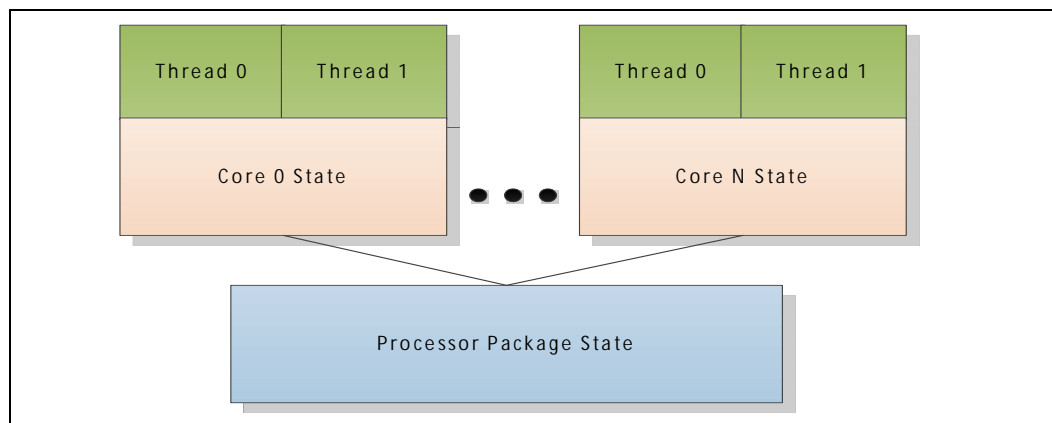 Thread 0 Thread 1 Thread 0 Thread 1
Core 0 State Core N State
Processor Package State